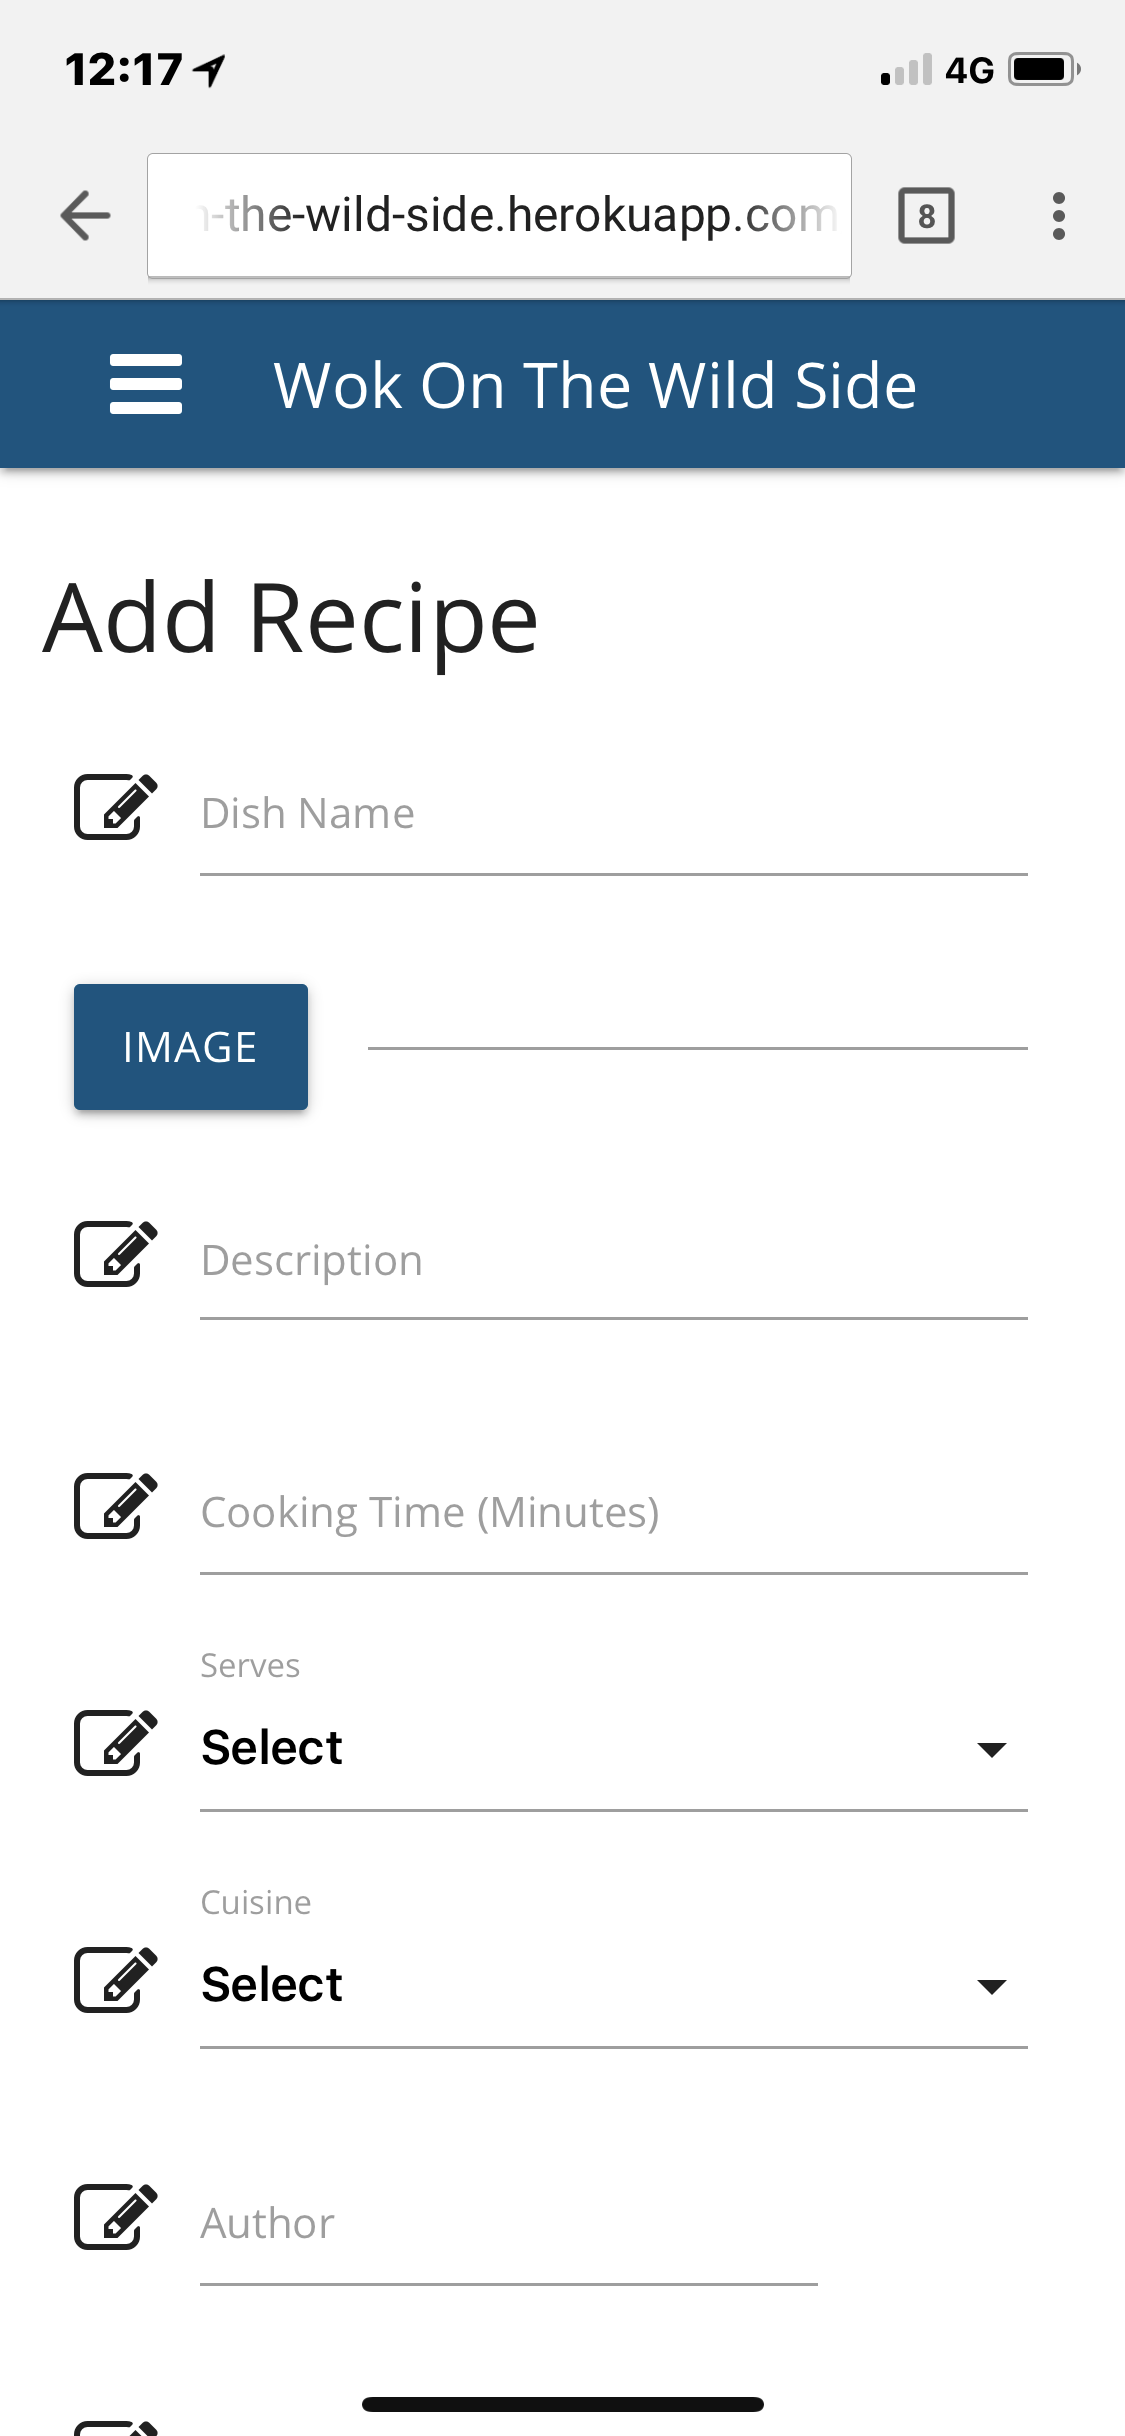 12:17
4G
-the-wild-side.herokuapp.com
8
Wok On The Wild Side
Add Recipe
Dish Name
IMAGE
Description
Cooking Time (Minutes)
Serves
Select
Cuisine
Select
Author